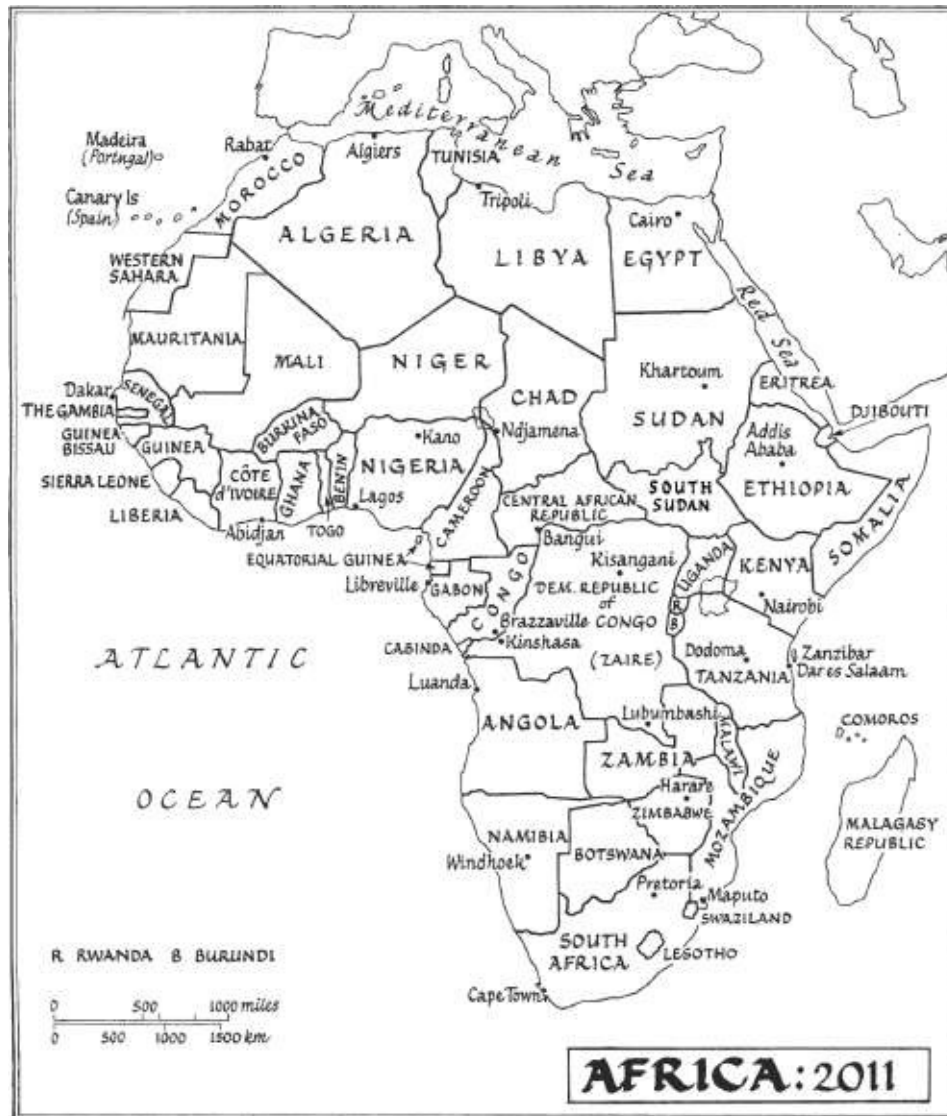 Mediterranean
Sea
Madeira
(Portugal)
Rabat
Algiers
TUNISIA
Canary Is
(Spain)
MOROCCO
Tripoli
Cairo
ALGERIA
LIBYA
EGYPT
WESTERN
SAHARA
Red Sea
MAURITANIA
MALI
NIGER
CHAD
Khartoum
SUDAN
ERITREA
DJIBOUTI
Dakar
SENEGAL
THE GAMBIA
GUINEA-
BISSAU
GUINEA
BURKINA
FASO
Kano
Ndjamena
Addis
Ababa
SIERRA LEONE
CÔTE
d'IVOIRE
GHANA
BENIN
NIGERIA
Lagos
CAMEROON
CENTRAL AFRICAN
REPUBLIC
SOUTH
SUDAN
ETHIOPIA
SOMALIA
LIBERIA
Abidjan
TOGO
Bangui
EQUATORIAL GUINEA
Kisangani
UGANDA
KENYA
Libreville
GABON
CONGO
DEM. REPUBLIC
of
CONGO
R
B
Nairobi
Brazzaville
CABINDA
Kinshasa
(ZAIRE)
Dodoma
TANZANIA
Zanzibar
Dar es Salaam
ATLANTIC
OCEAN
Luanda
ANGOLA
Lubumbashi
MALAWI
COMOROS
ZAMBIA
Harare
ZIMBABWE
MOZAMBIQUE
MALAGASY
REPUBLIC
NAMIBIA
Windhoek
BOTSWANA
Pretoria
Maputo
SWAZILAND
SOUTH
AFRICA
LESOTHO
Cape Town
R RWANDA B BURUNDI
0 500 1000 miles
0 500 1000 1500 km
AFRICA: 2011